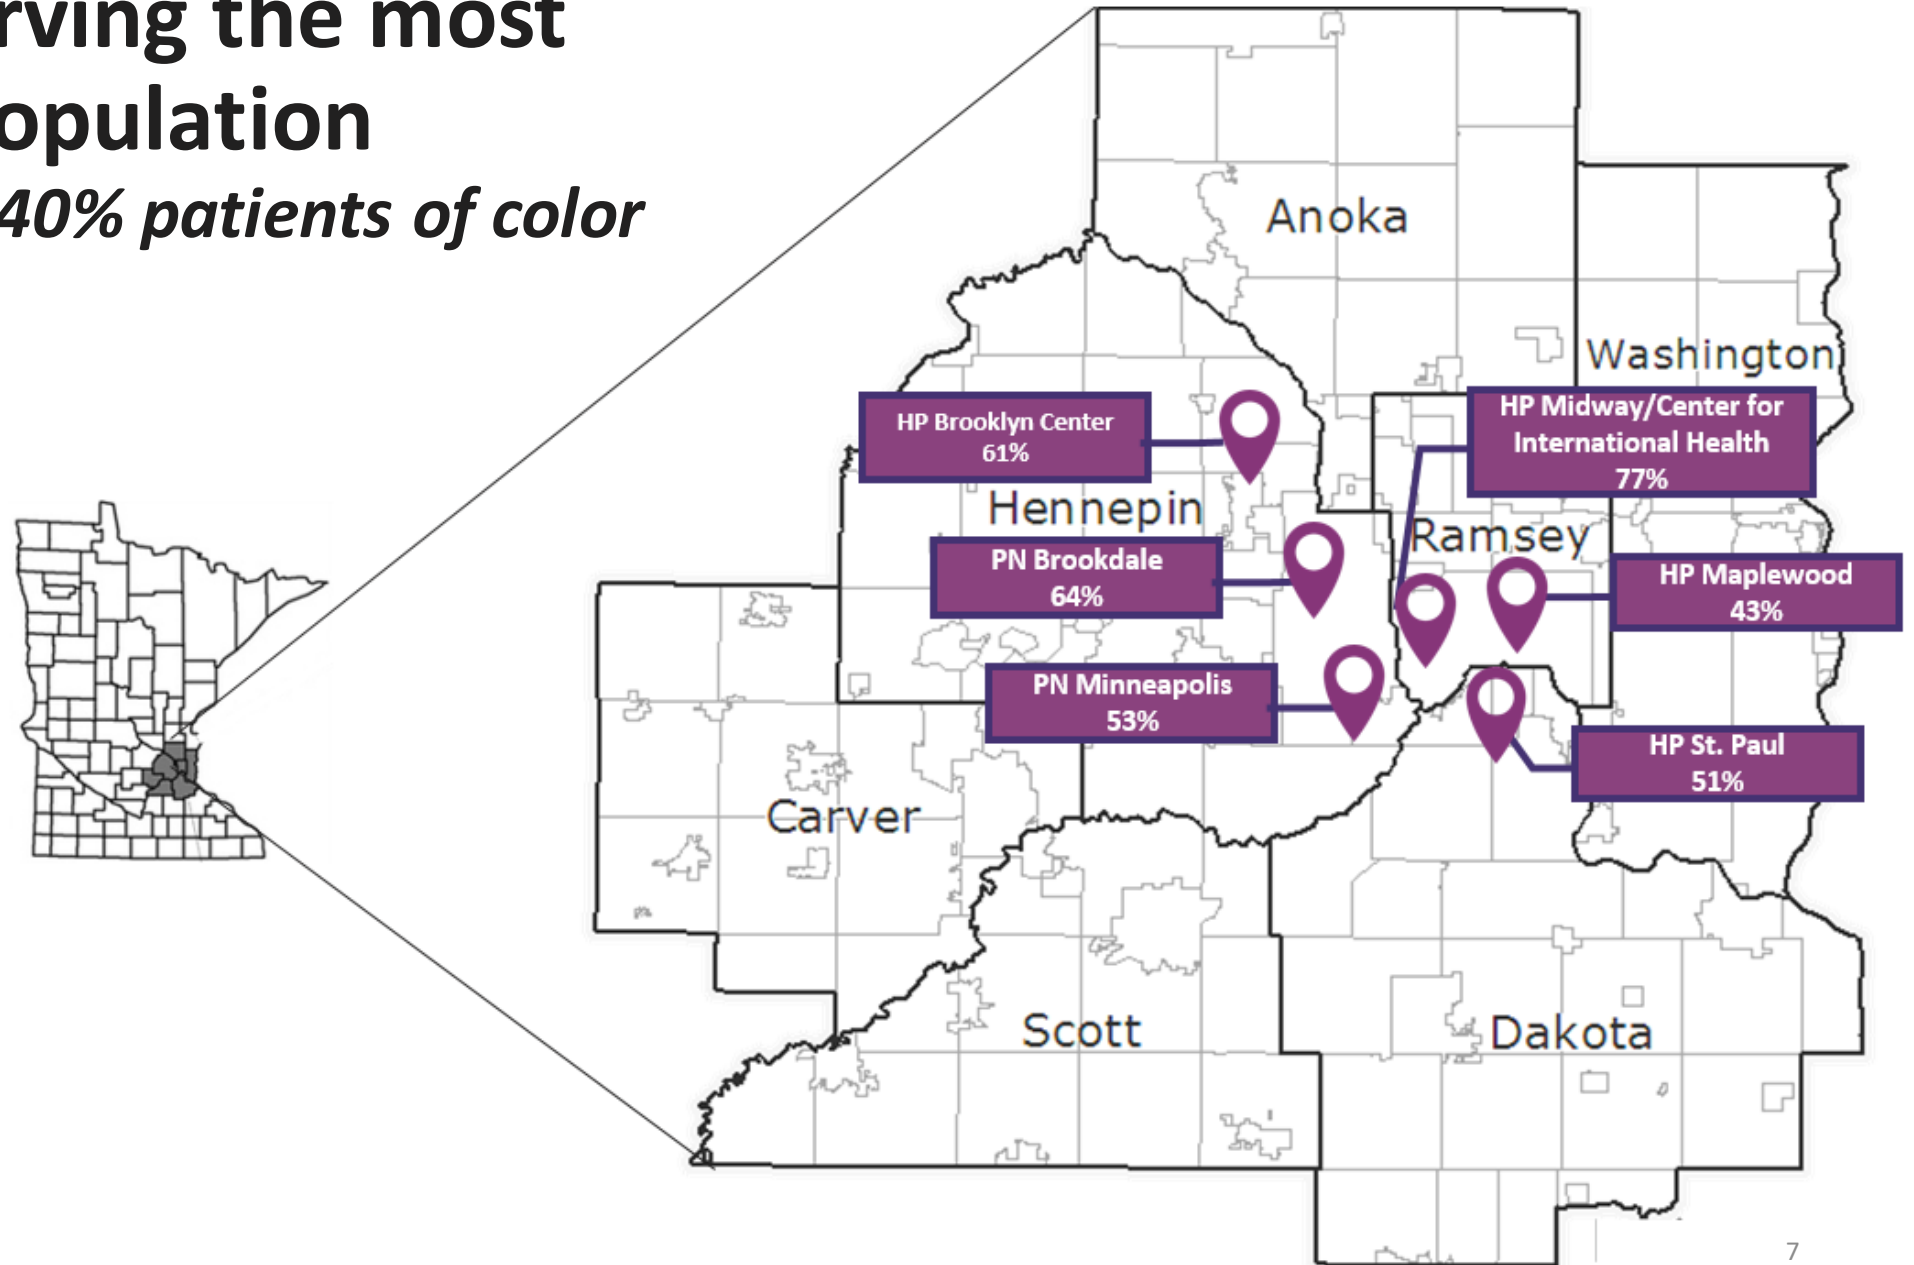 rving the most
opulation
40% patients of color
Anoka
Washington
HP Brooklyn Center
61%
HP Midway/Center for
International Health
77%
Hennepin
Ramsey
PN Brookdale
64%
HP Maplewood
43%
PN Minneapolis
53%
HP St. Paul
51%
Carver
Scott
Dakota
7